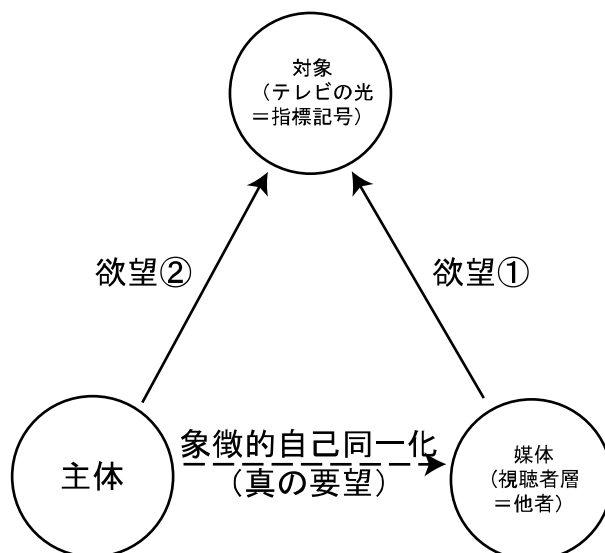 対象
（テレビの光
＝指標記号）
欲望②
欲望①
主体
象徴的自己同一化
（真の要望）
媒体
（視聴者層
＝他者）